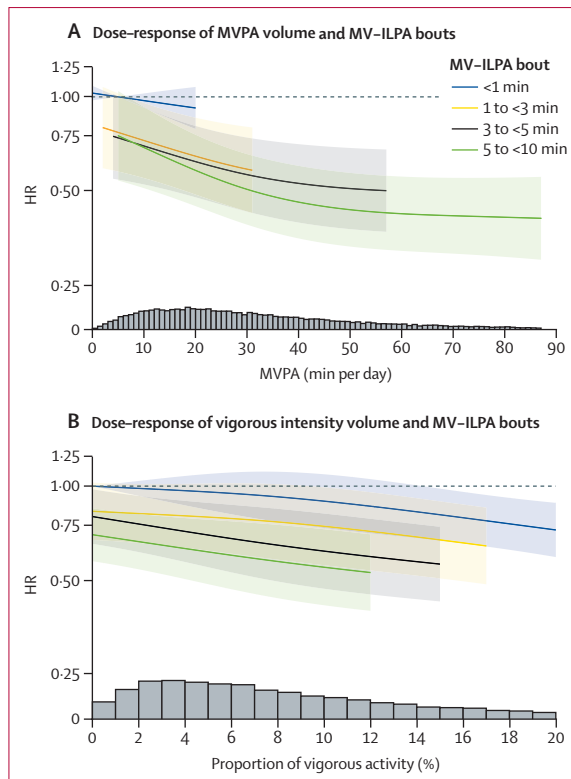 A Dose–response of MVPA volume and MV–ILPA bouts
MV–ILPA bout
<1 min
1 to <3 min
3 to <5 min
5 to <10 min
1·25
1·00
0·75
0·50
0·25
0
HR
0 10 20 30 40 50 60 70 80 90
MVPA (min per day)
B Dose–response of vigorous intensity volume and MV–ILPA bouts
1·25
1·00
0·75
0·50
0·25
0
HR
0 2 4 6 8 10 12 14 16 18 20
Proportion of vigorous activity (%)